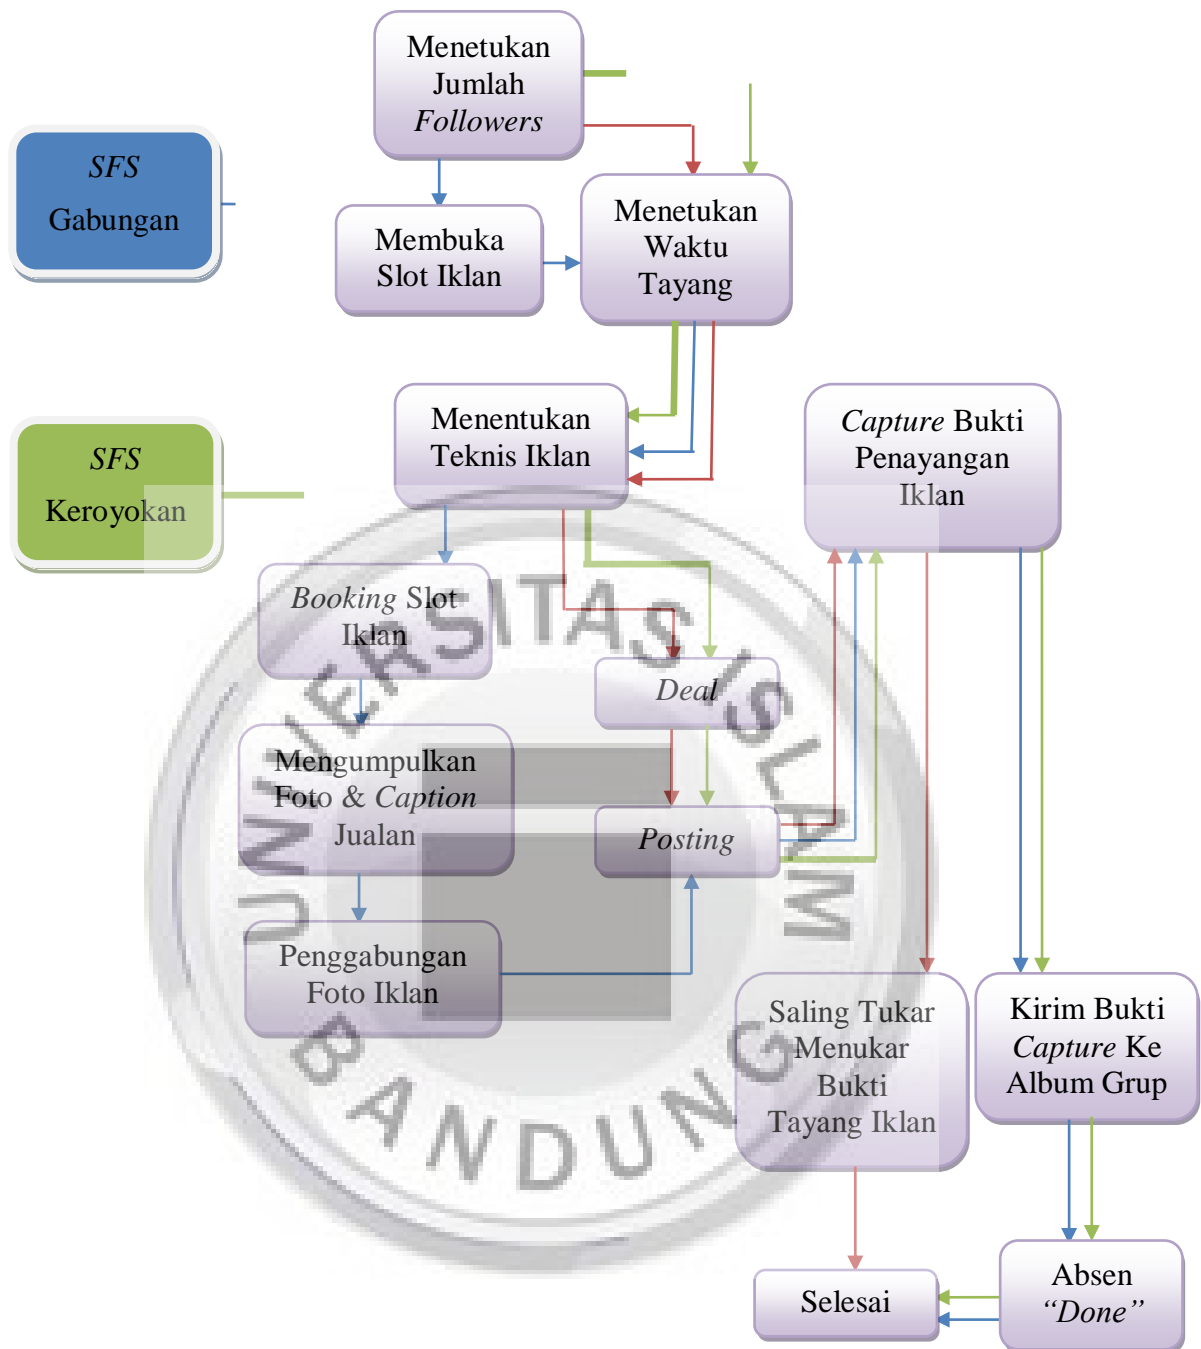 Menetukan
Jumlah
Followers
SFS
Gabungan
Membuka
Slot Iklan
Menetukan
Waktu
Tayang
SFS
Keroyokan
Menentukan
Teknis Iklan
Capture Bukti
Penayangan
Iklan
Booking Slot
Iklan
Deal
Mengumpulkan
Foto & Caption
Jualan
Posting
Penggabungan
Foto Iklan
Saling Tukar
Menukar
Bukti
Tayang Iklan
Kirim Bukti
Capture Ke
Album Grup
Absen
“Done”
Selesai
UNIVERSITAS ISLAM
BANDUNG